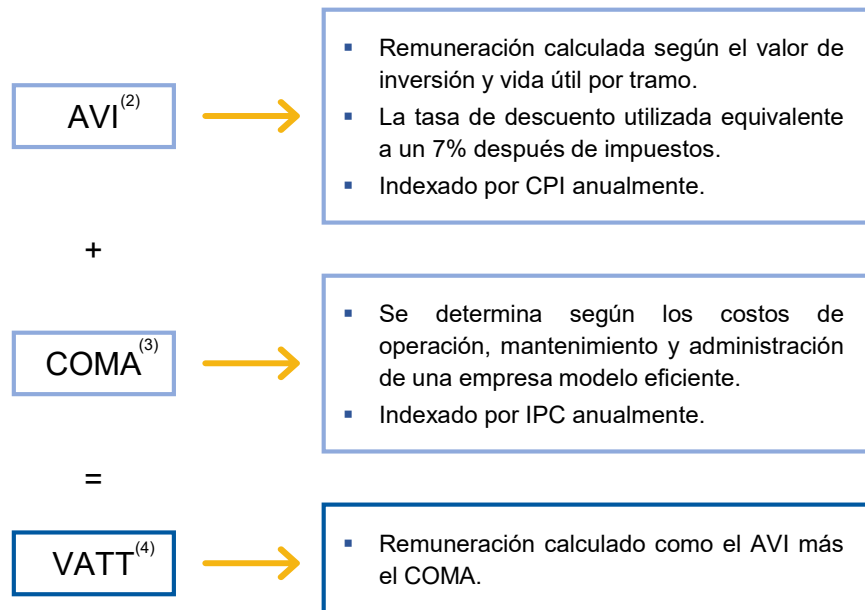 AVI(2)
▪ Remuneración calculada según el valor de
inversión y vida útil por tramo.
▪ La tasa de descuento utilizada equivalente
a un 7% después de impuestos.
▪ Indexado por CPI anualmente.
+
COMA(3)
▪ Se determina según los costos de
operación, mantenimiento y administración
de una empresa modelo eficiente.
▪ Indexado por IPC anualmente.
=
VATT(4)
▪ Remuneración calculado como el AVI más
el COMA.